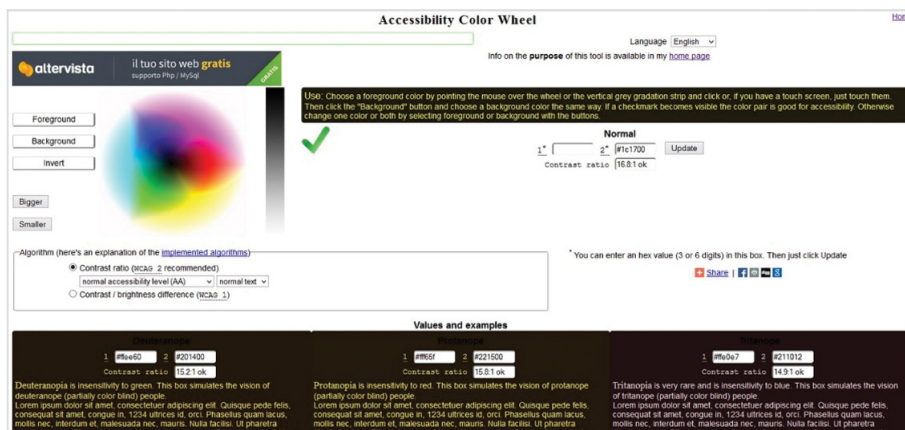 Accessibility Color Wheel
Language English
Info on the purpose of this tool is available in my home page
altervista
il tuo sito web gratis
supporto Php / MySql
GRATIS
Use: Choose a foreground color by pointing the mouse over the wheel or the vertical grey gradation strip and click or, if you have a touch screen, just touch them.
Then click the "Background" button and choose a background color the same way. If a checkmark becomes visible the color pair is good for accessibility. Otherwise
change one color or both by selecting foreground or background with the buttons.
Foreground
Background
Invert
Bigger
Smaller
Normal
1* 2* #1c1700 Update
Contrast ratio 16.8:1 ok
Algorithm (here's an explanation of the implemented algorithms)
Contrast ratio (WCAG 2 recommended)
normal accessibility level (AA) normal text
Contrast / brightness difference (WCAG 1)
* You can enter an hex value (3 or 6 digits) in this box. Then just click Update
Share |
Values and examples
Deuteranope
1 #ffee60 2 #201400
Contrast ratio 15.2:1 ok
Deuteranopia is insensitivity to green. This box simulates the vision of
deuteranope (partially color blind) people.
Lorem ipsum dolor sit amet, consectetuer adipiscing elit. Quisque pede felis,
consequat sit amet, congue in, 1234 ultrices id, orci. Phasellus quam lacus,
mollis nec, interdum et, malesuada nec, mauris. Nulla facilisi. Ut pharetra
Protanope
1 2 #221500
Contrast ratio 15.8:1 ok
Protanopia is insensitivity to red. This box simulates the vision of protanope
(partially color blind) people.
Lorem ipsum dolor sit amet, consectetuer adipiscing elit. Quisque pede felis,
consequat sit amet, congue in, 1234 ultrices id, orci. Phasellus quam lacus,
mollis nec, interdum et, malesuada nec, mauris. Nulla facilisi. Ut pharetra
Tritanope
1 #ffe0e7 2 #211012
Contrast ratio 14.9:1 ok
Tritanopia is very rare and is insensitivity to blue. This box simulates the vision
of tritanope (partially color blind) people.
Lorem ipsum dolor sit amet, consectetuer adipiscing elit. Quisque pede felis,
consequat sit amet, congue in, 1234 ultrices id, orci. Phasellus quam lacus,
mollis nec, interdum et, malesuada nec, mauris. Nulla facilisi. Ut pharetra